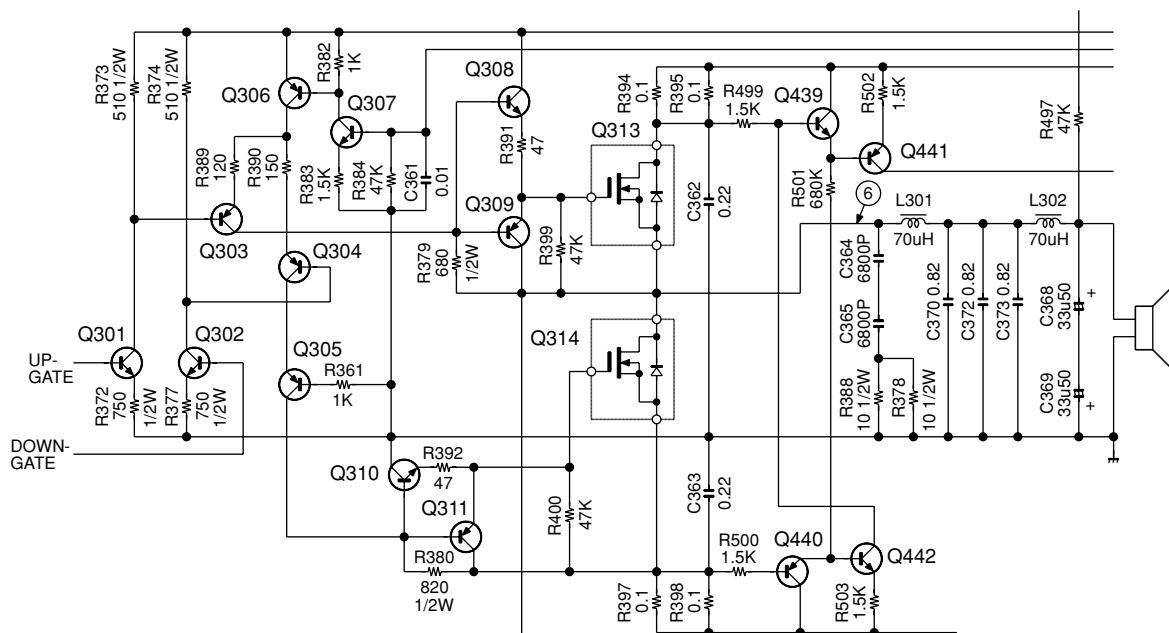 R373
510 1/2W
R374
510 1/2W
Q306
R382
1K
Q307
Q308
R391
47
R394
0.1
R395
0.1
R499
1.5K
Q439
R502
1.5K
R497
47K
Q441
Q313
R389
120
R390
150
R383
1.5K
R384
47K
C361
0.01
Q309
R399
47K
C362
0.22
R501
680K
6
L301
70uH
L302
70uH
Q303
Q304
R379
680
1/2W
C364
6800P
C365
6800P
C370 0.82
C372 0.82
C373 0.82
C368
33u50
+
C369
33u50
+
Q301
Q302
Q305
R361
1K
Q314
UP-
GATE
R372
750
1/2W
R377
750
1/2W
R388
10 1/2W
R378
10 1/2W
DOWN-
GATE
Q310
R392
47
Q311
R400
47K
C363
0.22
R380
820
1/2W
R500
1.5K
Q440
Q442
R397
0.1
R398
0.1
R503
1.5K